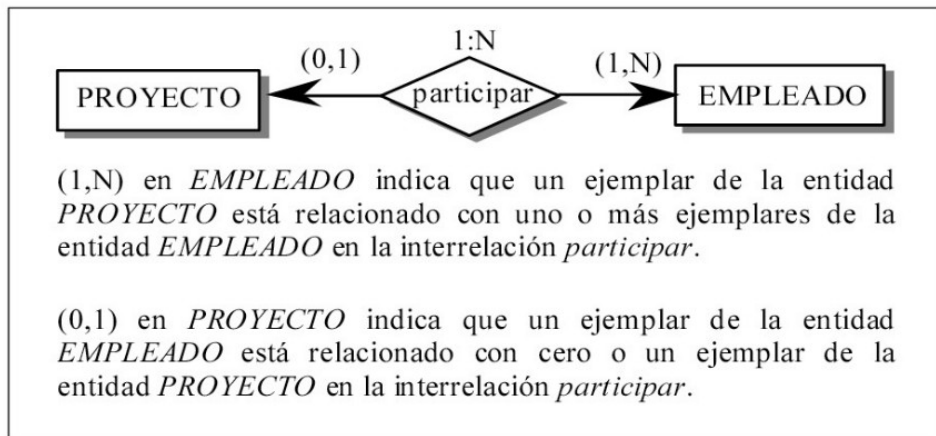 1:N
(0,1)
(1,N)
PROYECTO
participar
EMPLEADO
(1,N) en EMPLEADO indica que un ejemplar de la entidad
PROYECTO está relacionado con uno o más ejemplares de la
entidad EMPLEADO en la interrelación participar.
(0,1) en PROYECTO indica que un ejemplar de la entidad
EMPLEADO está relacionado con cero o un ejemplar de la
entidad PROYECTO en la interrelación participar.